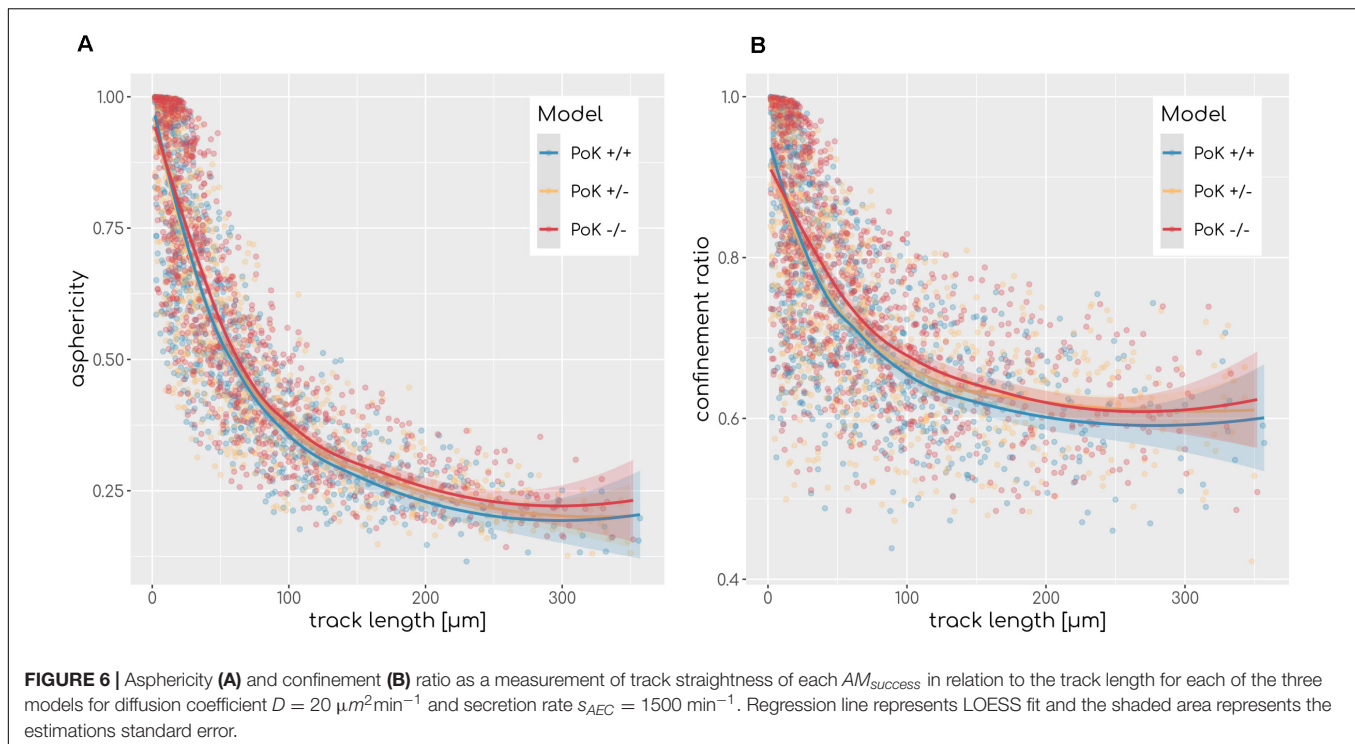 A
1.00
0.75
0.50
0.25
asphericity
0
100
200
300
track length [µm]
Model
PoK +/+
PoK +/-
PoK -/-
B
1.0
0.8
0.6
0.4
confinement ratio
0
100
200
300
track length [µm]
Model
PoK +/+
PoK +/-
PoK -/-
FIGURE 6 | Asphericity (A) and confinement (B) ratio as a measurement of track straightness of each AMsuccess in relation to the track length for each of the three
models for diffusion coefficient D = 20 µm²min⁻¹ and secretion rate sAEC = 1500 min⁻¹. Regression line represents LOESS fit and the shaded area represents the
estimations standard error.